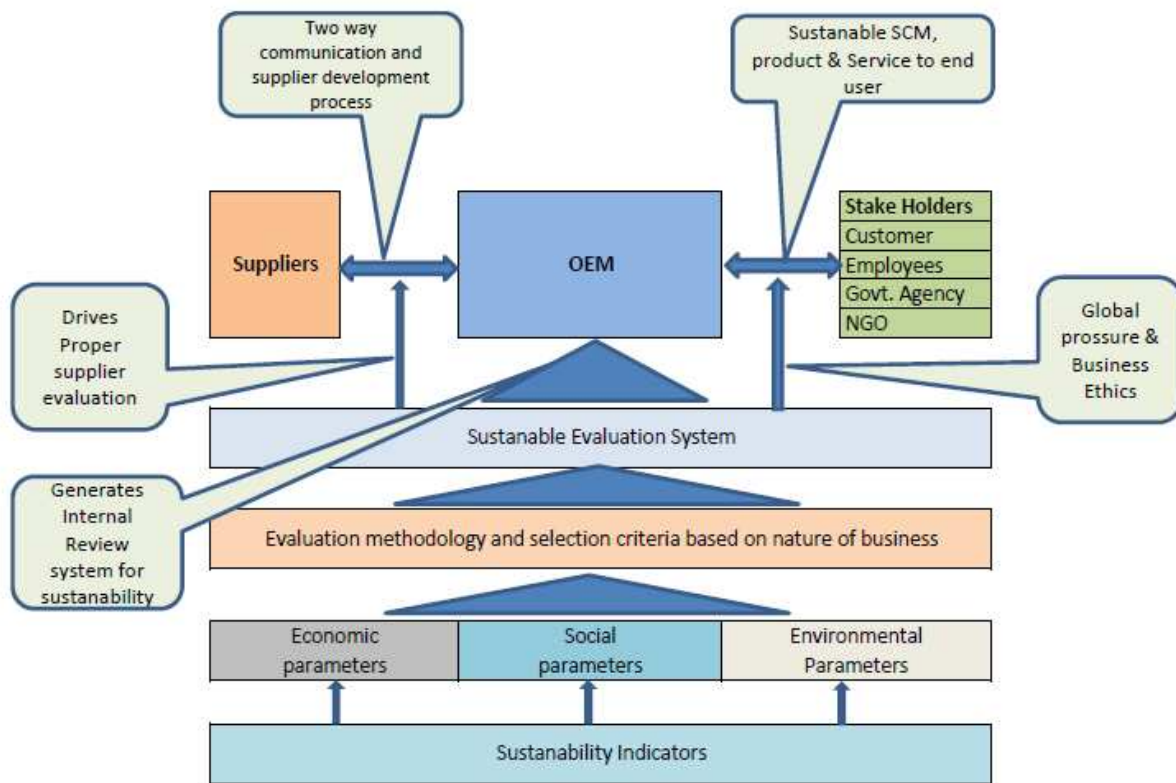 Two way
communication and
supplier development
process
Sustanable SCM,
product & Service to end
user
Suppliers
OEM
Stake Holders
Customer
Employees
Govt. Agency
NGO
Drives
Proper
supplier
evaluation
Global
prossure &
Business
Ethics
Sustanable Evaluation System
Generates
Internal
Review
system for
sustanability
Evaluation methodology and selection criteria based on nature of business
Economic
parameters
Social
parameters
Environmental
Parameters
Sustanability Indicators